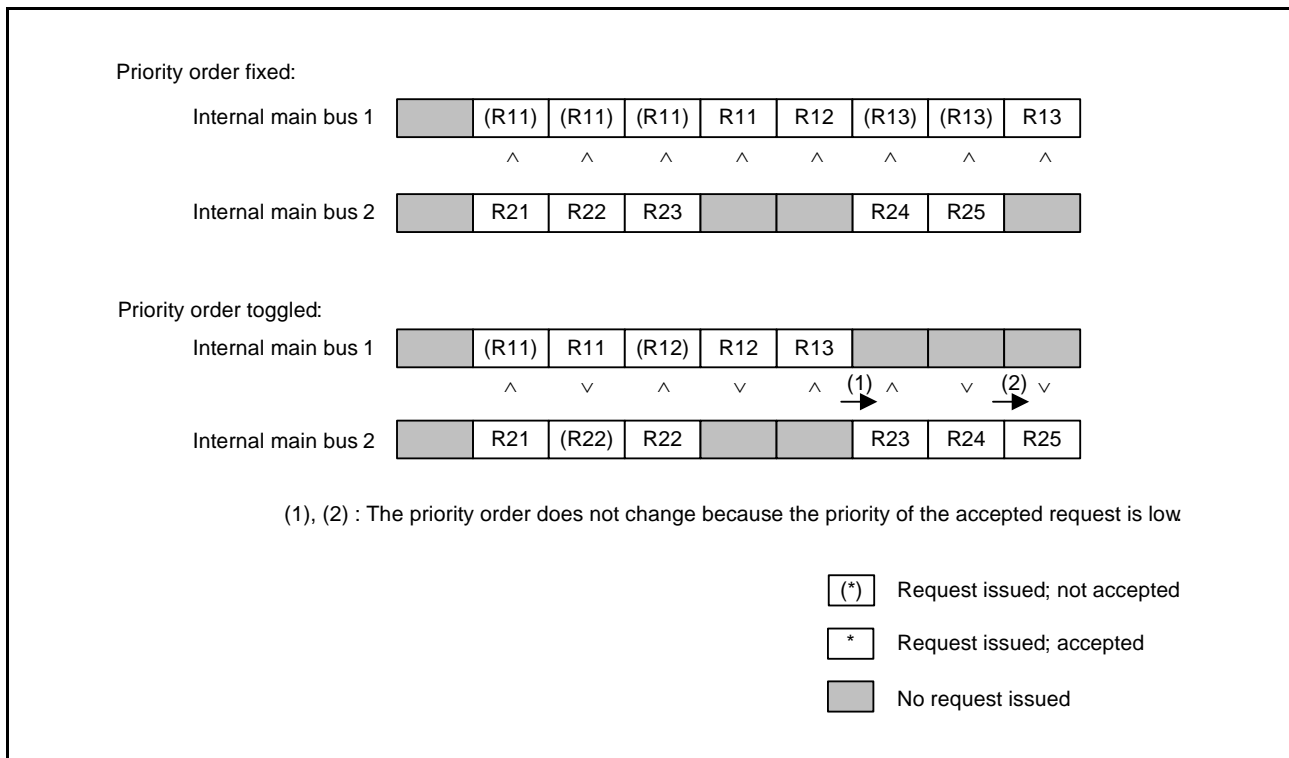 Priority order fixed:
Internal main bus 1 (R11) (R11) (R11) R11 R12 (R13) (R13) R13
^ ^ ^ ^ ^ ^ ^ ^
Internal main bus 2 R21 R22 R23 R24 R25
Priority order toggled:
Internal main bus 1 (R11) R11 (R12) R12 R13
^ v ^ v ^ (1) ^ v (2) v
Internal main bus 2 R21 (R22) R22 R23 R24 R25
(1), (2) : The priority order does not change because the priority of the accepted request is low.
(*) Request issued; not accepted
* Request issued; accepted
No request issued